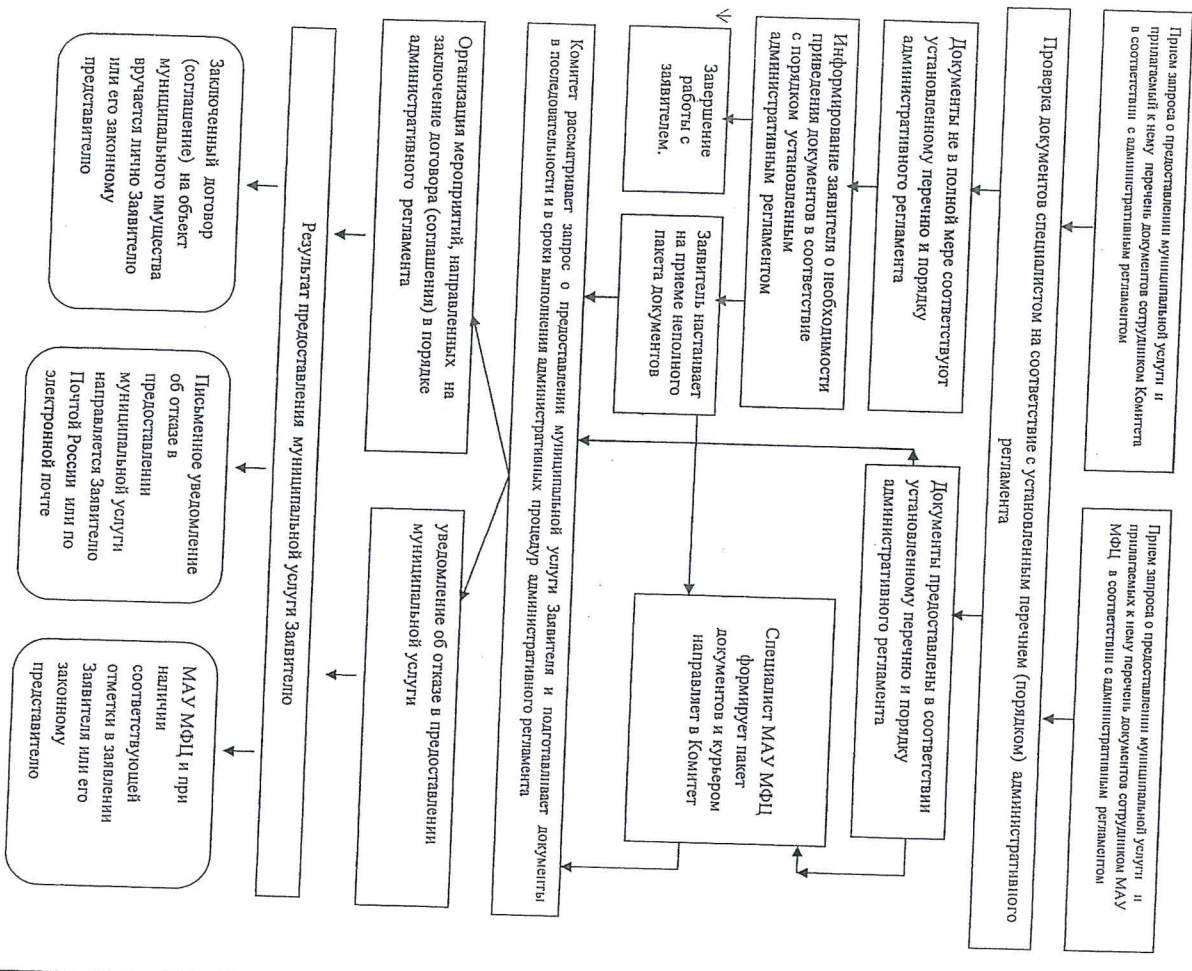 Прием запроса о предоставлении муниципальной услуги и
прилагаемый к нему перечень документов сотрудником Комитета
в соответствии с административным регламентом
Прием запроса о предоставлении муниципальной услуги и
прилагаемых к нему перечень документов сотрудником МАУ
МФЦ в соответствии с административным регламентом
Проверка документов специалистом на соответствие с установленным перечнем (порядком) административного
регламента
Документы не в полной мере соответствуют
установленному перечню и порядку
административного регламента
Документы предоставлены в соответствии
установленному перечню и порядку
административного регламента
Информирование заявителя о необходимости
приведения документов в соответствие
с порядком установленным
административным регламентом
Завершение
работы с
заявителем.
Заявитель настаивает
на приеме неполного
пакета документов
Специалист МАУ МФЦ
формирует пакет
документов и курьером
направляет в Комитет
Комитет рассматривает запрос о предоставлении муниципальной услуги Заявителя и подготавливает документы
в последовательности и в сроки выполнения административных процедур административного регламента
Организация мероприятий, направленных на
заключение договора (соглашения) в порядке
административного регламента
уведомление об отказе в предоставлении
муниципальной услуги
Результат предоставления муниципальной услуги Заявителю
Заключенный договор
(соглашение) на объект
муниципального имущества
вручается лично Заявителю
или его законному
представителю
Письменное уведомление
об отказе в
предоставлении
муниципальной услуги
направляется Заявителю
Почтой России или по
электронной почте
МАУ МФЦ и при
наличии
соответствующей
отметки в заявлении
Заявителя или его
законному
представителю